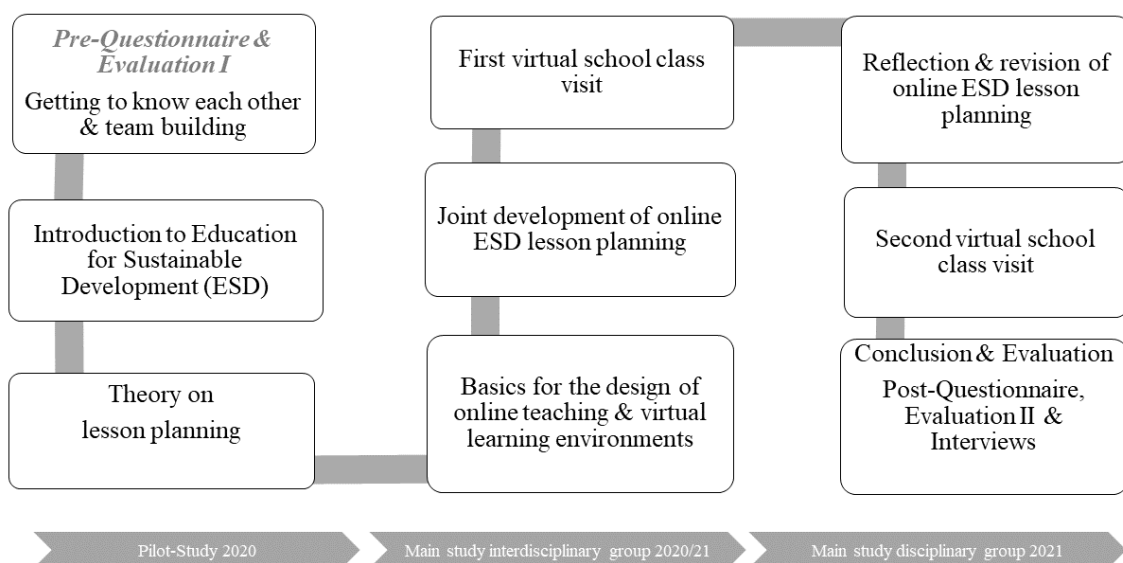 Pre-Questionnaire &
Evaluation I
Getting to know each other
& team building
Introduction to Education
for Sustainable
Development (ESD)
Theory on
lesson planning
First virtual school class
visit
Joint development of online
ESD lesson planning
Basics for the design of
online teaching & virtual
learning environments
Reflection & revision of
online ESD lesson
planning
Second virtual school
class visit
Conclusion & Evaluation
Post-Questionnaire,
Evaluation II &
Interviews
Pilot-Study 2020
Main study interdisciplinary group 2020/21
Main study disciplinary group 2021